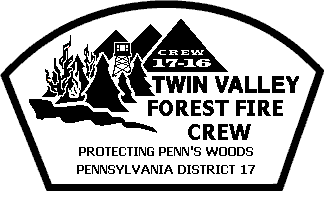 CREW
17-16
TWIN VALLEY
FOREST FIRE
CREW
PROTECTING PENN'S WOODS
PENNSYLVANIA DISTRICT 17